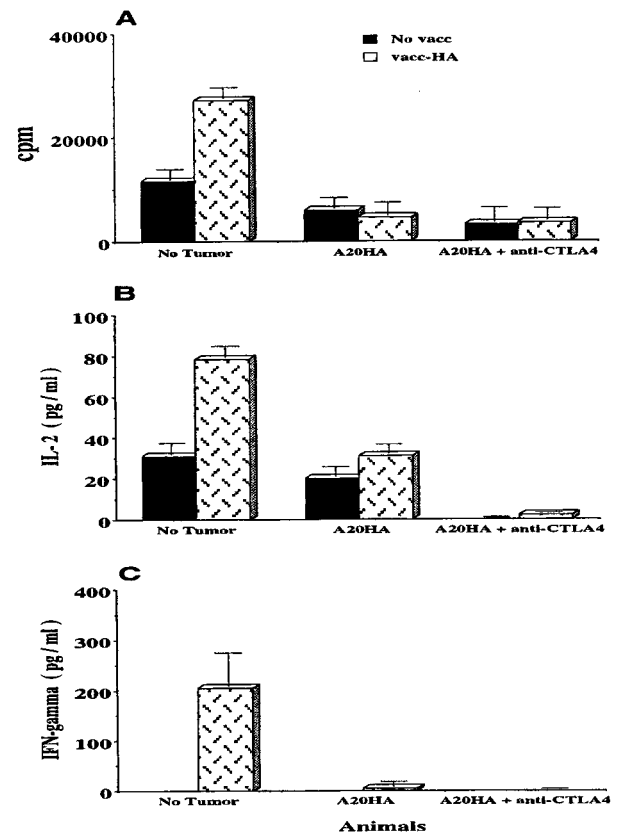 A
40000
20000
0
cpm
No vacc
vacc-HA
No Tumor
A20HA
A20HA + anti-CTLA4
B
100
80
60
40
20
0
IL-2 (pg/ml)
No Tumor
A20HA
A20HA + anti-CTLA4
C
400
300
200
100
0
IFN-gamma (pg/ml)
No Tumor
A20HA
A20HA + anti-CTLA4
Animals